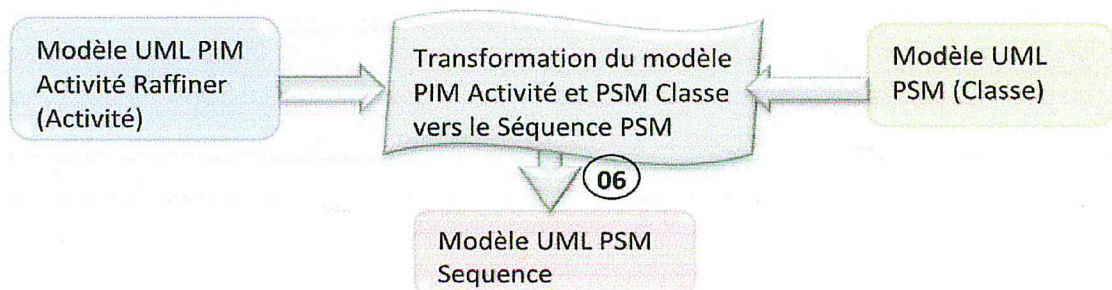 Modèle UML PIM
Activité Raffiner
(Activité)
Transformation du modèle
PIM Activité et PSM Classe
vers le Séquence PSM
Modèle UML
PSM (Classe)
06
Modèle UML PSM
Sequence